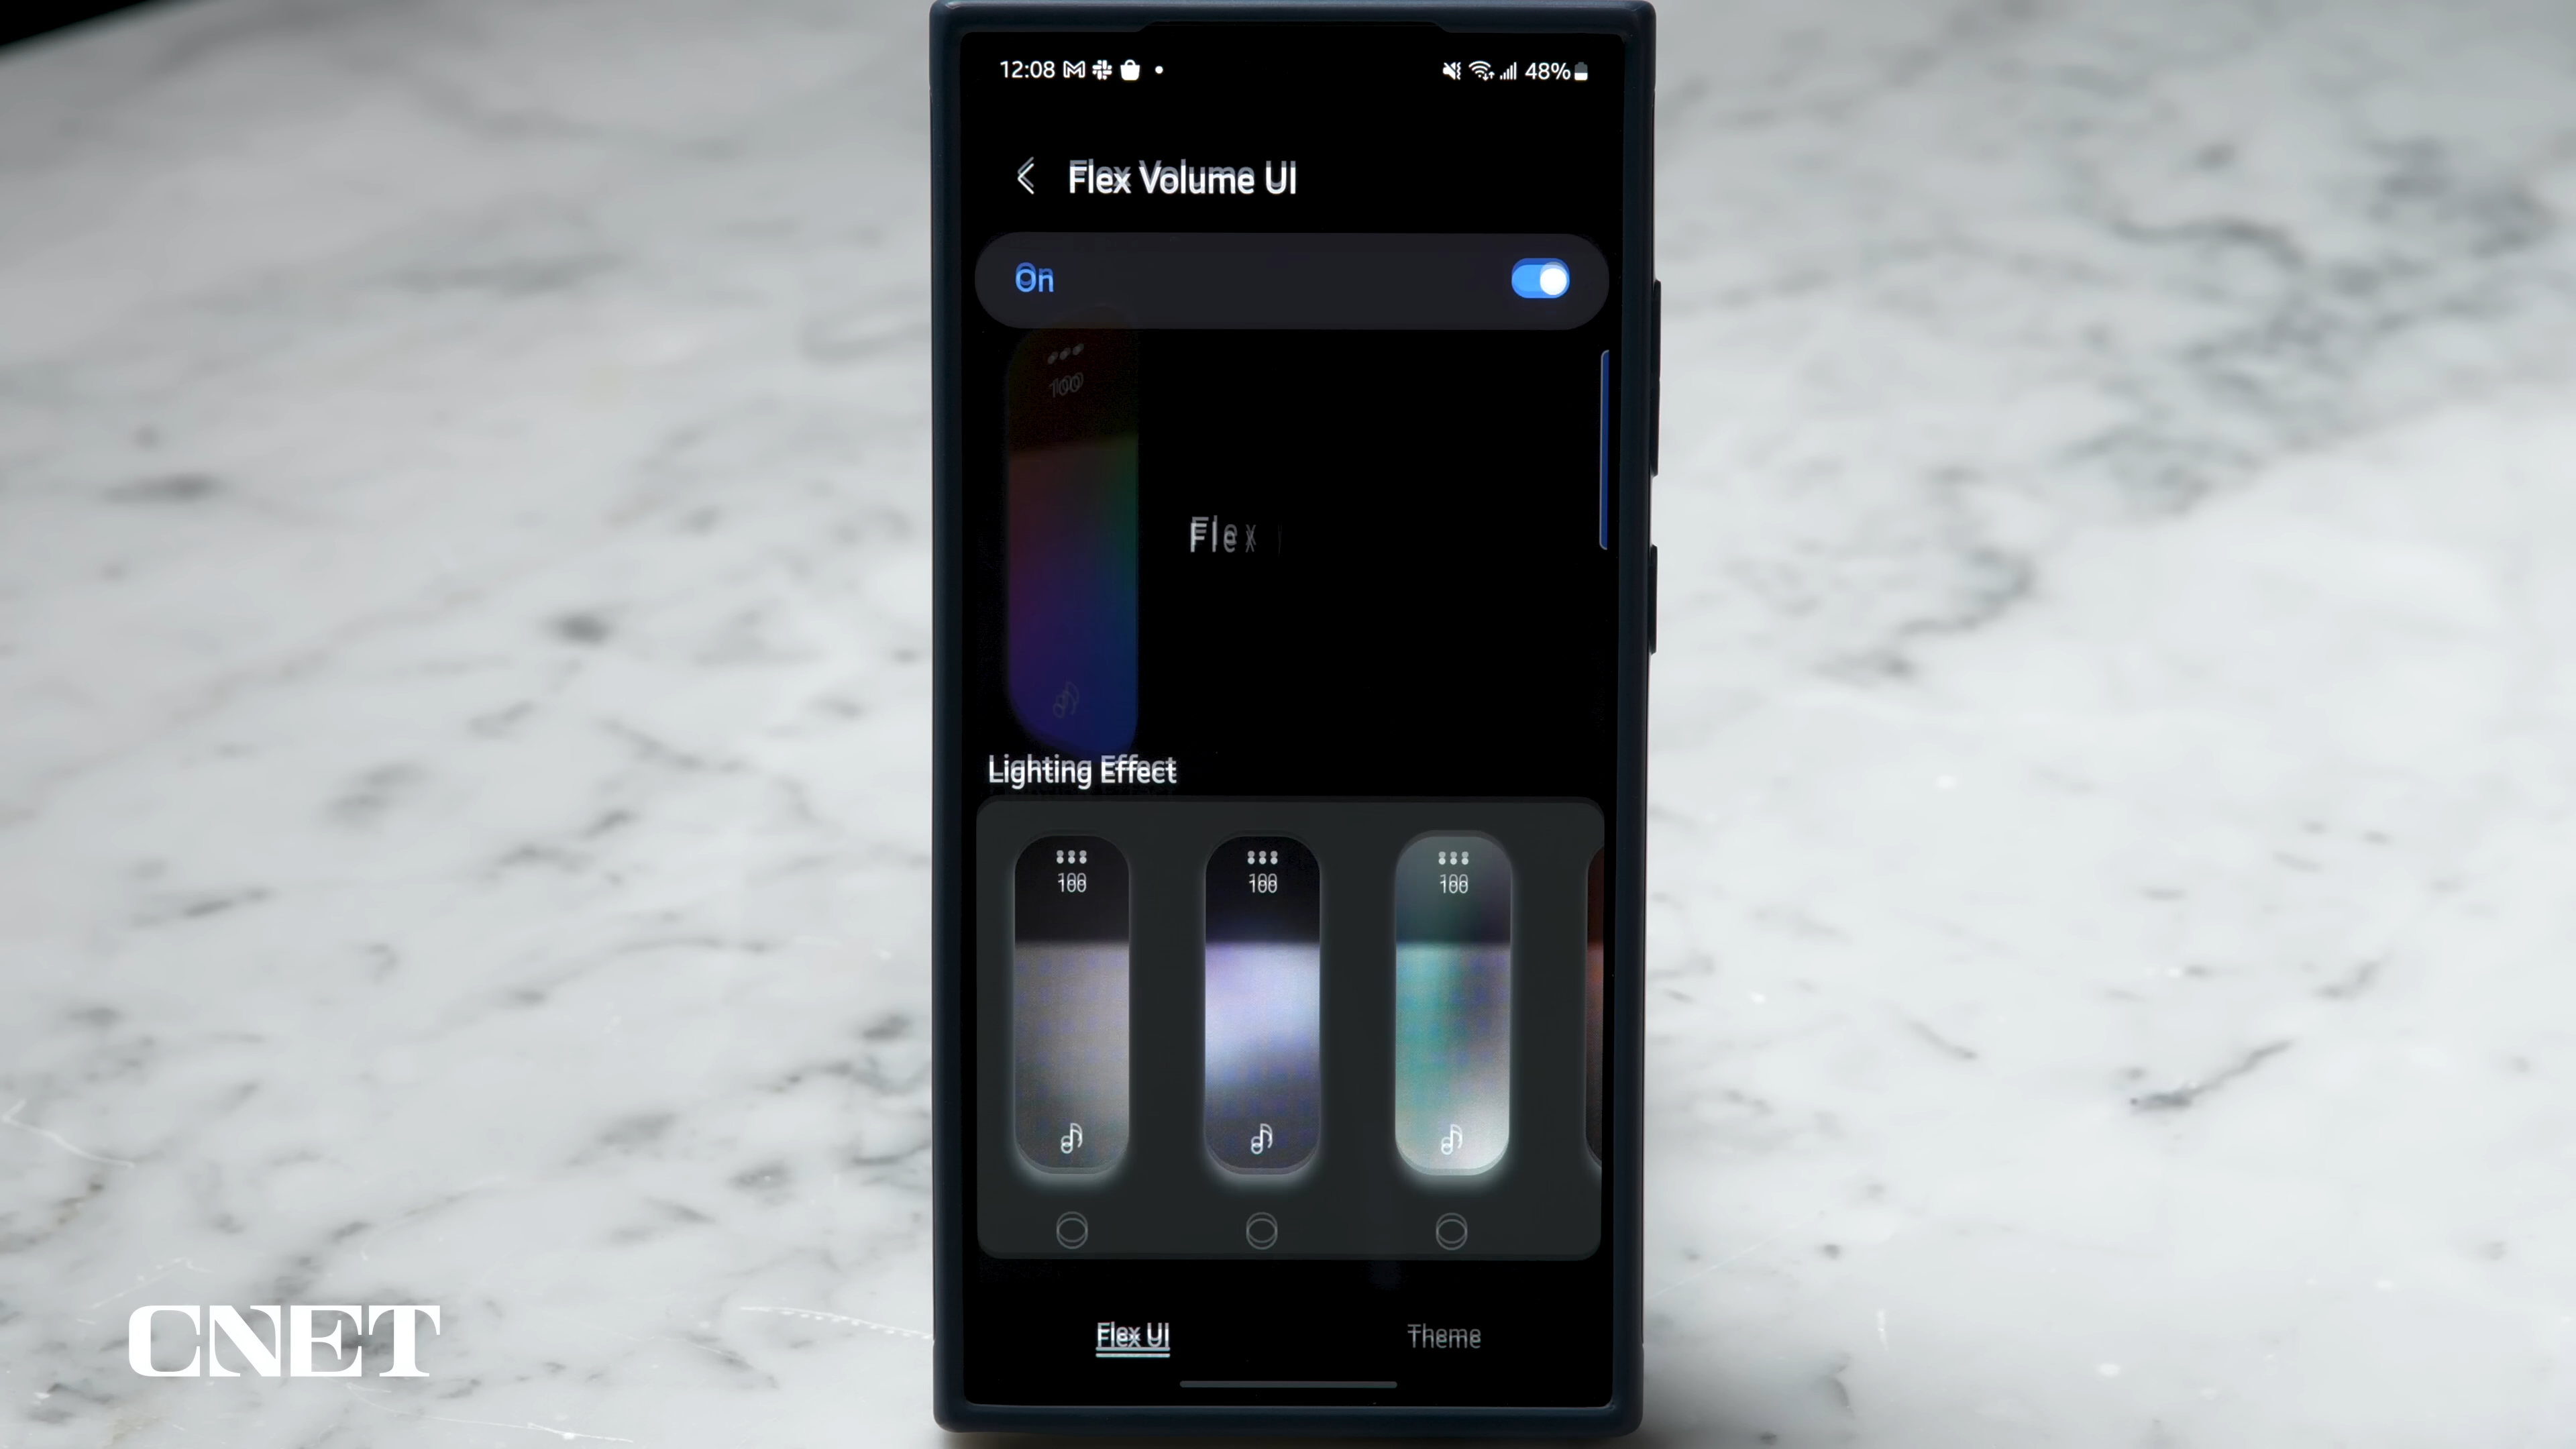 12:08
48%
Flex Volume UI
On
100
Flex
Lighting Effect
100 100 100
Flex UI Theme
CNET